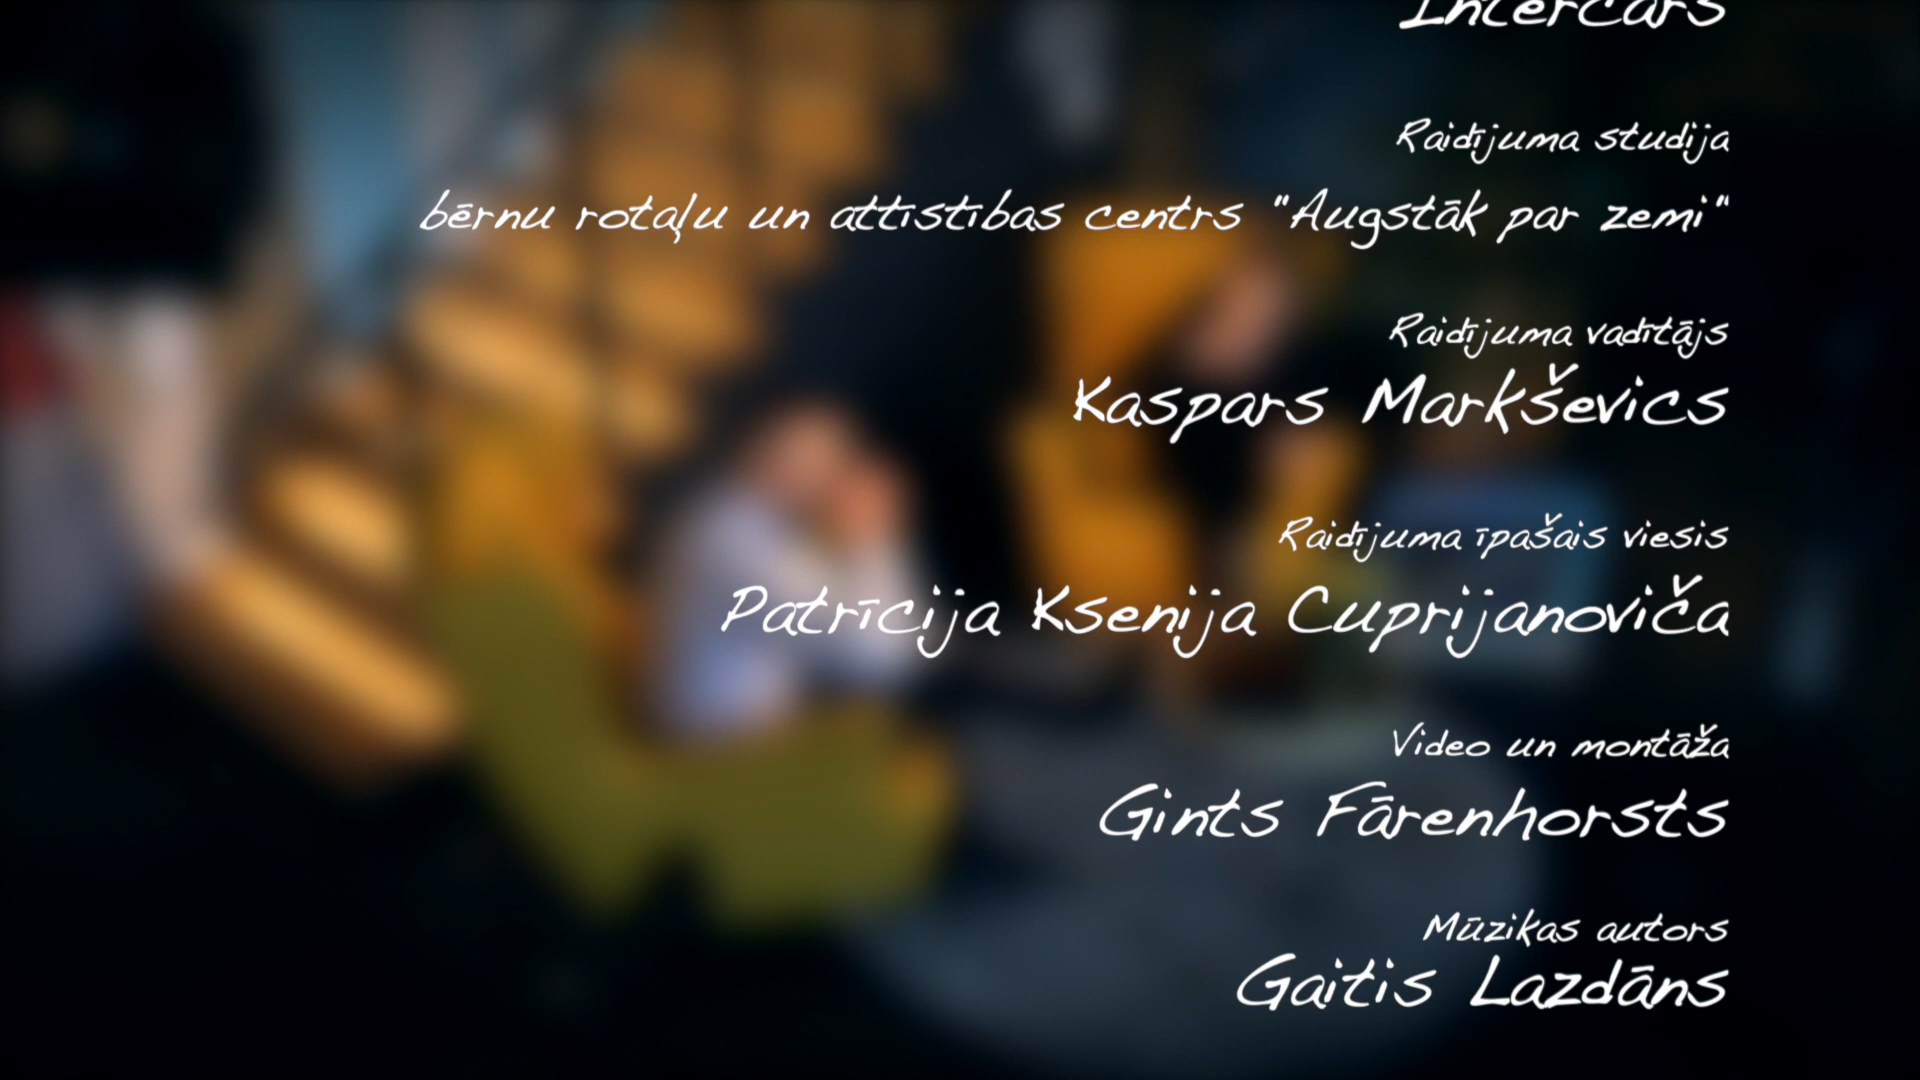 Intercars
Raidījuma studija
bērnu rotaļu un attīstības centrs "Augstāk par zemi"
Raidījuma vadītājs
Kaspars Markševics
Raidījuma īpašais viesis
Patrīcija Ksenija Cuprijanoviča
Video un montāža
Gints Fārenhorsts
Mūzikas autors
Gaitis Lazdāns